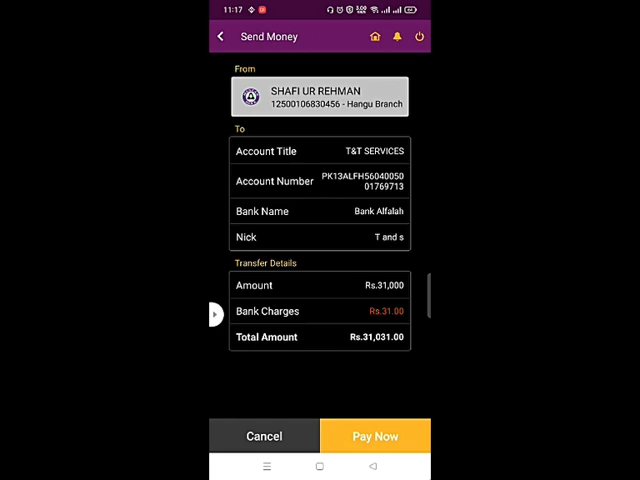 11:17
Send Money
From
SHAFI UR REHMAN
12500106830456 - Hangu Branch
To
Account Title T&T SERVICES
Account Number PK13ALFH56040050
01769713
Bank Name Bank Alfalah
Nick T and s
Transfer Details
Amount Rs.31,000
Bank Charges Rs.31.00
Total Amount Rs.31,031.00
Cancel Pay Now